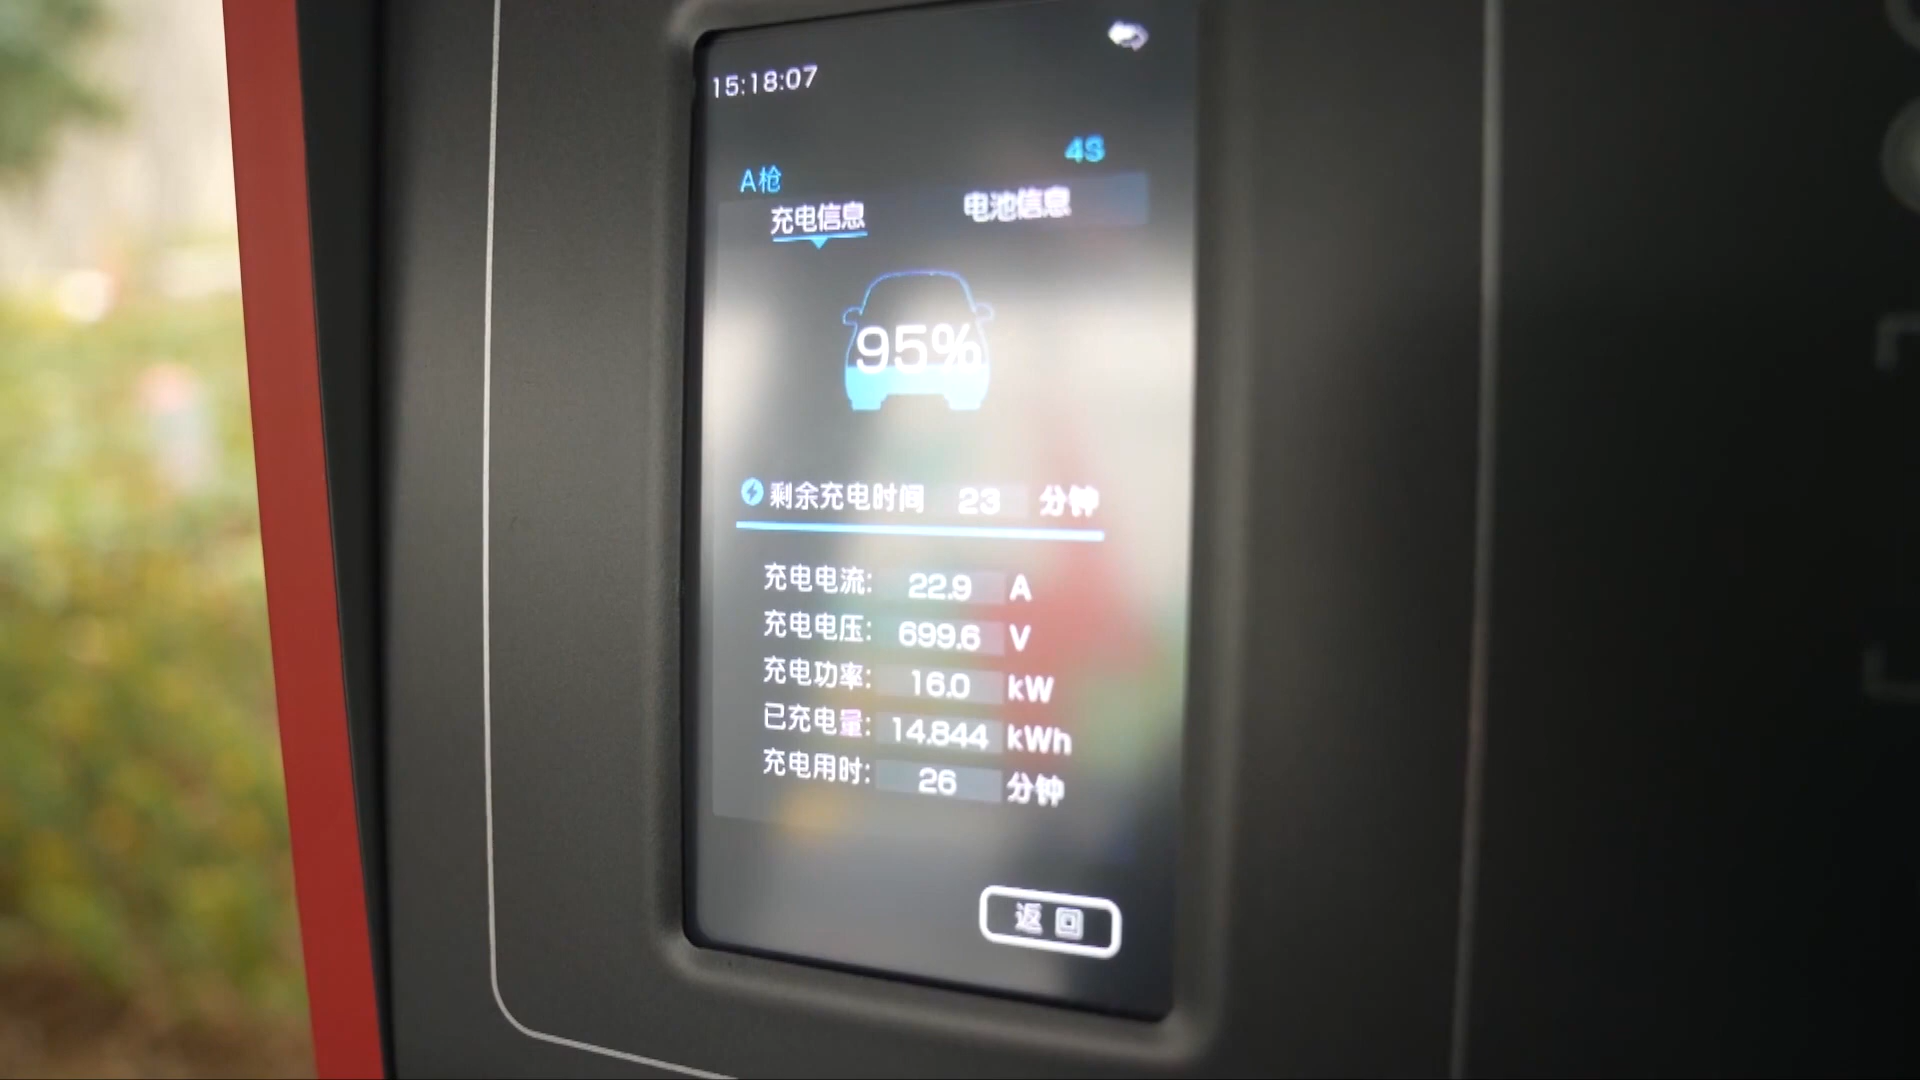 15:18:07
4S
A枪
充电信息 电池信息
95%
剩余充电时间 23 分钟
充电电流: 22.9 A
充电电压: 699.6 V
充电功率: 16.0 kW
已充电量: 14.844 kWh
充电用时: 26 分钟
返回